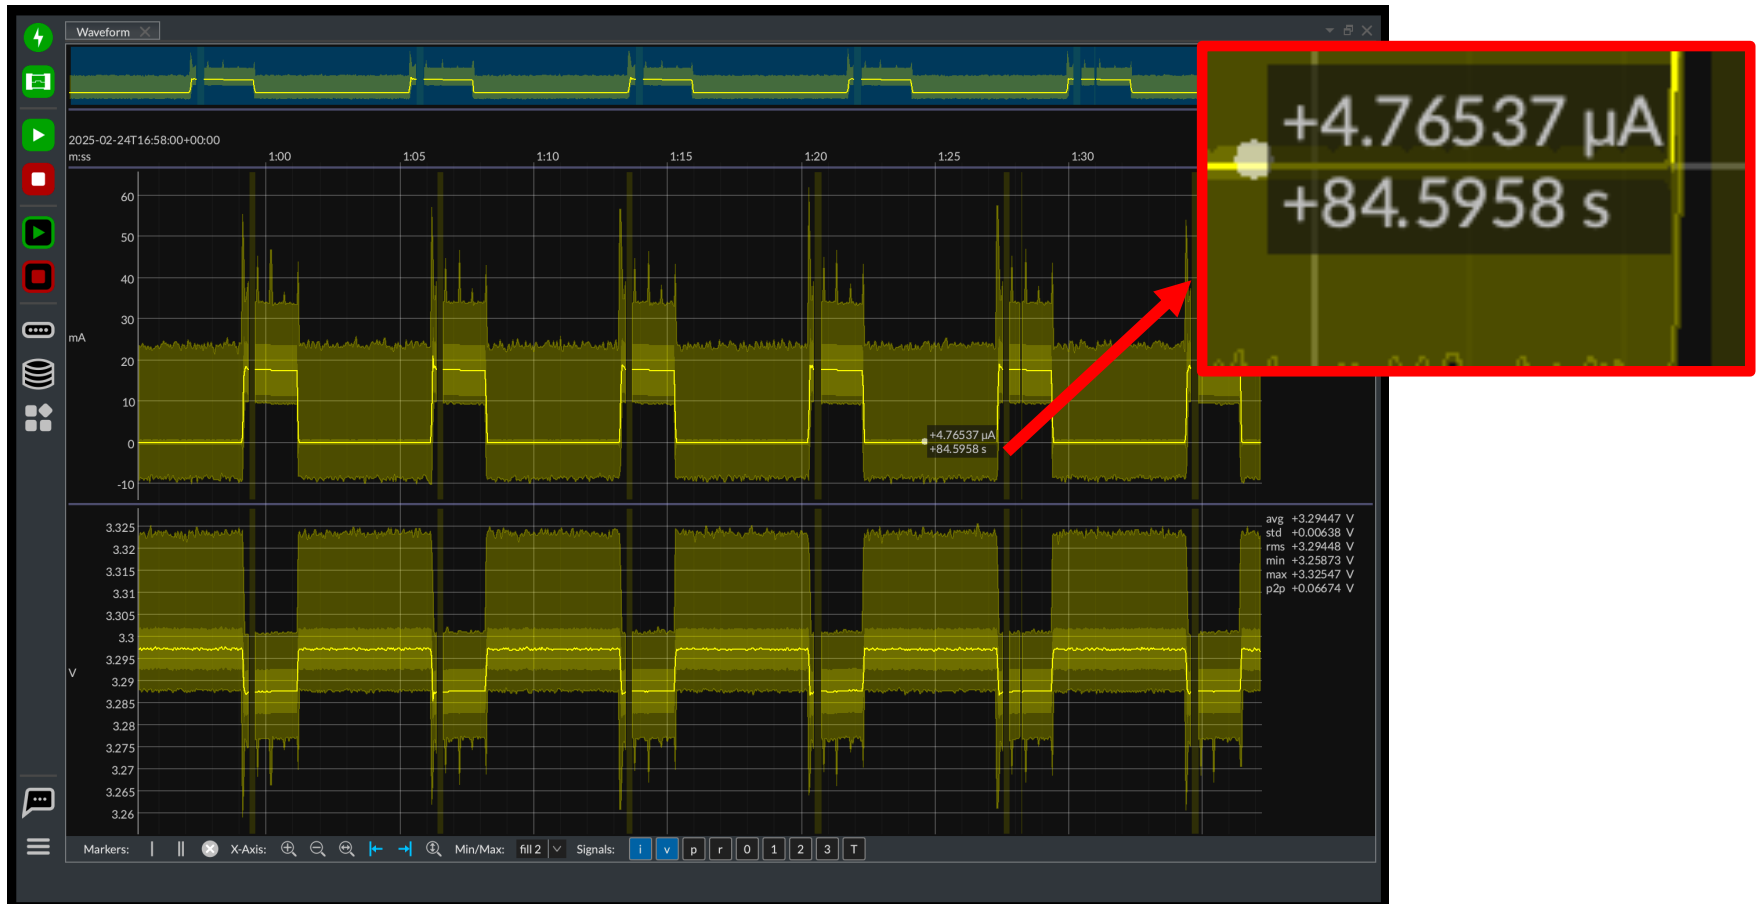 Waveform
2025-02-24T16:58:00+00:00
m:ss
1:00 1:05 1:10 1:15 1:20 1:25 1:30
60
50
40
30
mA
20
10
0
-10
+4.76537 µA
+84.5958 s
+4.76537 µA
+84.5958 s
3.325
3.32
3.315
3.31
3.305
3.3
3.295
V
3.29
3.285
3.28
3.275
3.27
3.265
3.26
avg +3.29447 V
std +0.00638 V
rms +3.29448 V
min +3.25873 V
max +3.32547 V
p2p +0.06674 V
Markers: X-Axis: Min/Max: fill 2 Signals: i v p r 0 1 2 3 T